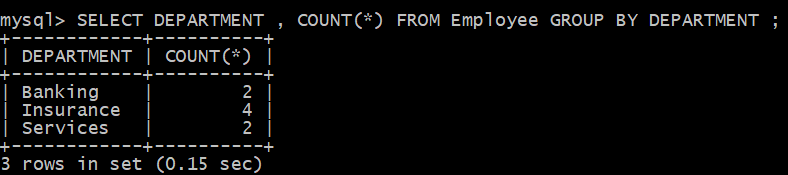 mysql> SELECT DEPARTMENT , COUNT(*) FROM Employee GROUP BY DEPARTMENT ;
+------------+----------+
| DEPARTMENT | COUNT(*) |
+------------+----------+
| Banking    |        2 |
| Insurance  |        4 |
| Services   |        2 |
+------------+----------+
3 rows in set (0.15 sec)